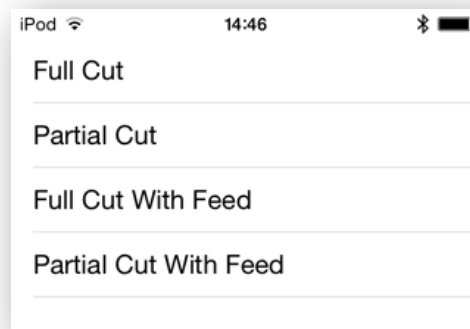 iPod 14:46
Full Cut
Partial Cut
Full Cut With Feed
Partial Cut With Feed